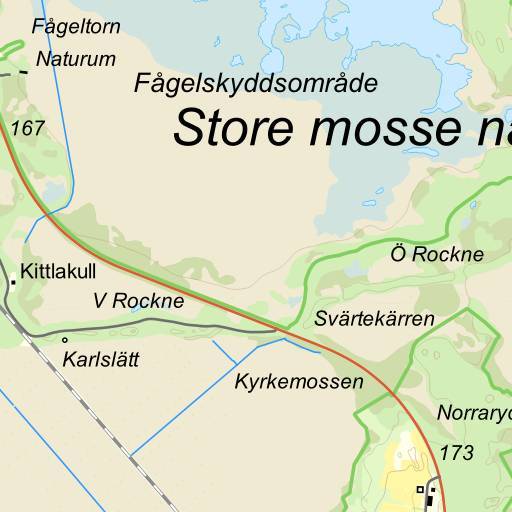 Fågeltorn
Naturum
Fågelskyddsområde
Store mosse na
167
Ö Rockne
Kittlakull
V Rockne
Svärtekärren
Karlslätt
Kyrkemossen
Norraryd
173